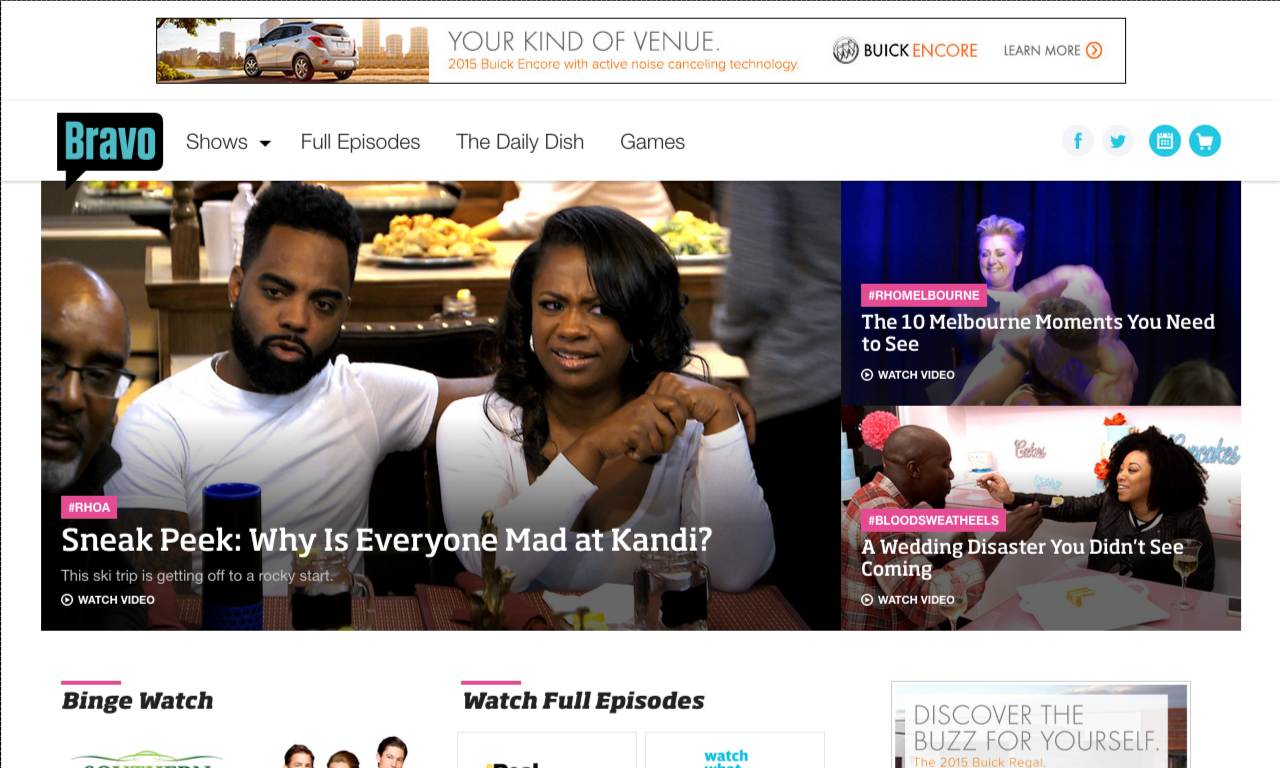 YOUR KIND OF VENUE.
2015 Buick Encore with active noise canceling technology.
BUICK ENCORE
LEARN MORE
Bravo
Shows
Full Episodes
The Daily Dish
Games
#RHOA
Sneak Peek: Why Is Everyone Mad at Kandi?
This ski trip is getting off to a rocky start.
WATCH VIDEO
#RHOMELBOURNE
The 10 Melbourne Moments You Need
to See
WATCH VIDEO
Cakes
Cupcakes
#BLOODSWEATHEELS
A Wedding Disaster You Didn't See
Coming
WATCH VIDEO
Binge Watch
SOUTHERN
Watch Full Episodes
Real
watch
what
DISCOVER THE
BUZZ FOR YOURSELF.
The 2015 Buick Regal.